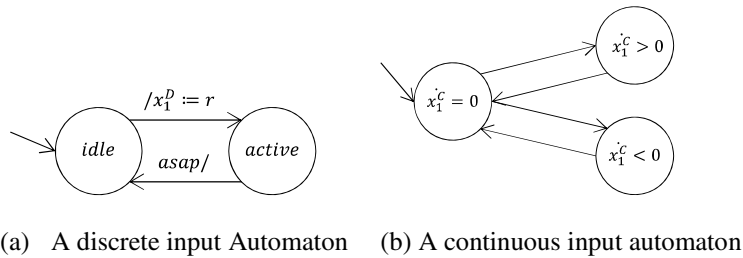 /x₁ᴰ ≔ r
idle
active
asap/
ẋ₁ᶜ > 0
ẋ₁ᶜ = 0
ẋ₁ᶜ < 0
(a) A discrete input Automaton
(b) A continuous input automaton